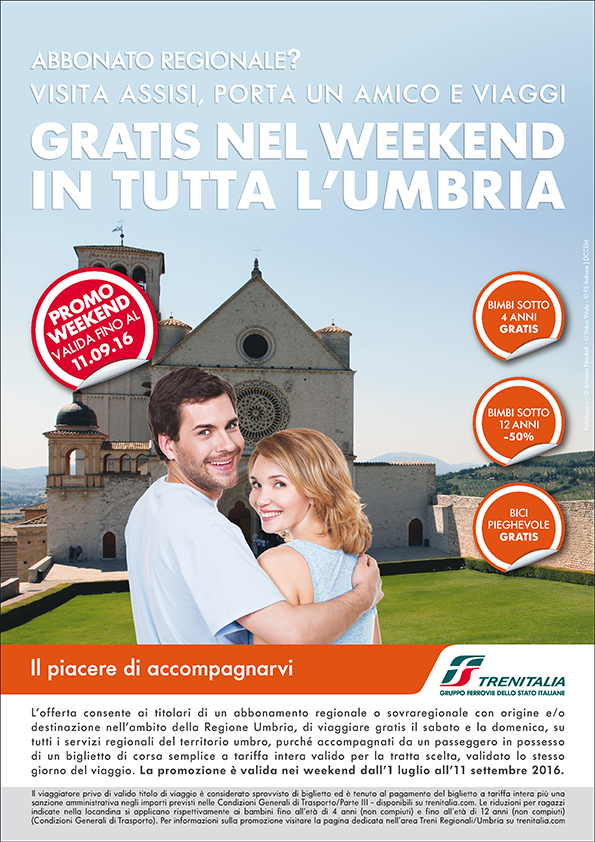 ABBONATO REGIONALE?
VISITA ASSISI, PORTA UN AMICO E VIAGGI
GRATIS NEL WEEKEND
IN TUTTA L'UMBRIA
PROMO
WEEKEND
VALIDA FINO AL
11.09.16
BIMBI SOTTO
4 ANNI
GRATIS
BIMBI SOTTO
12 ANNI
-50%
BICI
PIEGHEVOLE
GRATIS
Il piacere di accompagnarvi
TRENITALIA
GRUPPO FERROVIE DELLO STATO ITALIANE
L'offerta consente ai titolari di un abbonamento regionale o sovraregionale con origine e/o
destinazione nell'ambito della Regione Umbria, di viaggiare gratis il sabato e la domenica, su
tutti i servizi regionali del territorio umbro, purché accompagnati da un passeggero in possesso
di un biglietto di corsa semplice a tariffa intera valido per la tratta scelta, validato lo stesso
giorno del viaggio. La promozione è valida nei weekend dall'1 luglio all'11 settembre 2016.
Il viaggiatore privo di valido titolo di viaggio è considerato sprovvisto di biglietto ed è tenuto al pagamento del biglietto a tariffa intera più una
sanzione amministrativa negli importi previsti nelle Condizioni Generali di Trasporto/Parte III - disponibili su trenitalia.com. Le riduzioni per ragazzi
indicate nella locandina si applicano rispettivamente ai bambini fino all'età di 4 anni (non compiuti) e fino all'età di 12 anni (non compiuti)
(Condizioni Generali di Trasporto). Per informazioni sulla promozione visitare la pagina dedicata nell'area Treni Regionali/Umbria su trenitalia.com